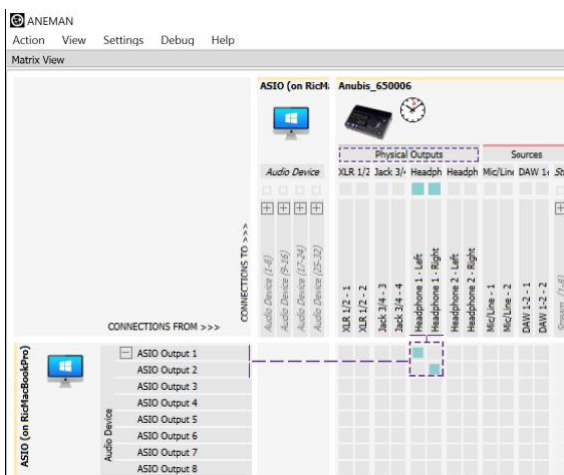 ANEMAN
Action View Settings Debug Help
Matrix View
ASIO (on RicM: Anubis_650006
Physical Outputs Sources
Audio Device XLR 1/2 Jack 3/4 Headph Headph Mic/Line DAW 1- St
CONNECTIONS TO >>>
Audio Device (1-8)
Audio Device (9-16)
Audio Device (17-24)
Audio Device (25-32)
XLR 1/2 - 1
XLR 1/2 - 2
Jack 3/4 - 3
Jack 3/4 - 4
Headphone 1 - Left
Headphone 1 - Right
Headphone 2 - Left
Headphone 2 - Right
Mic/Line - 1
Mic/Line - 2
DAW 1-2 - 1
DAW 1-2 - 2
Stream (1-8)
CONNECTIONS FROM >>>
ASIO (on RicMacBookPro)
Audio Device
ASIO Output 1
ASIO Output 2
ASIO Output 3
ASIO Output 4
ASIO Output 5
ASIO Output 6
ASIO Output 7
ASIO Output 8